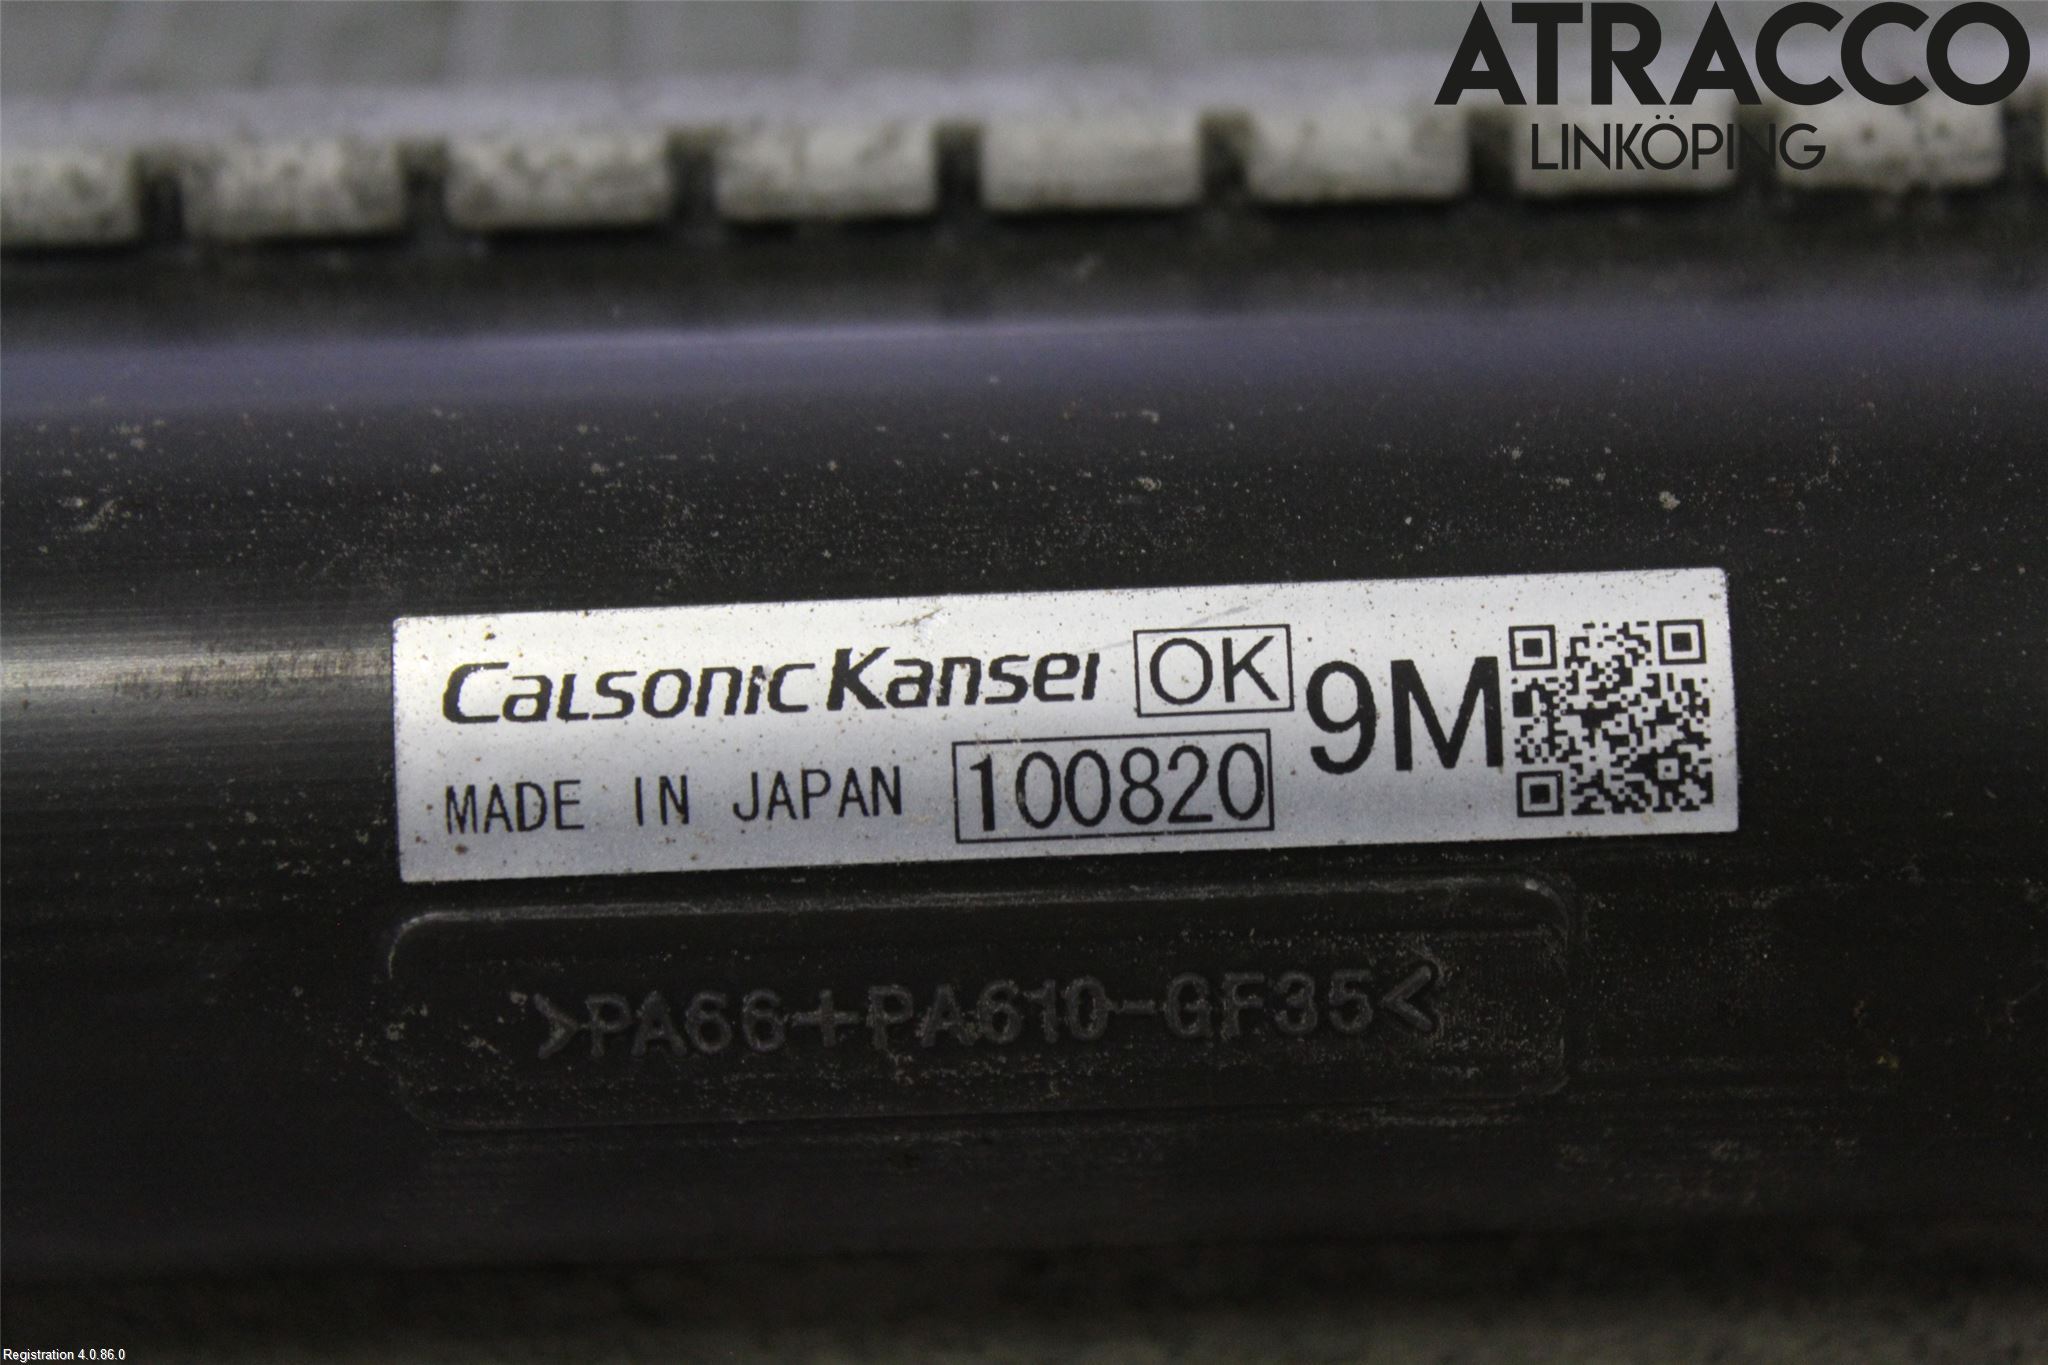 ATRACCO
LINKÖPING
CalsonicKansei OK 9M
MADE IN JAPAN 100820
>PA66+PA610-GF35<
Registration 4.0.86.0